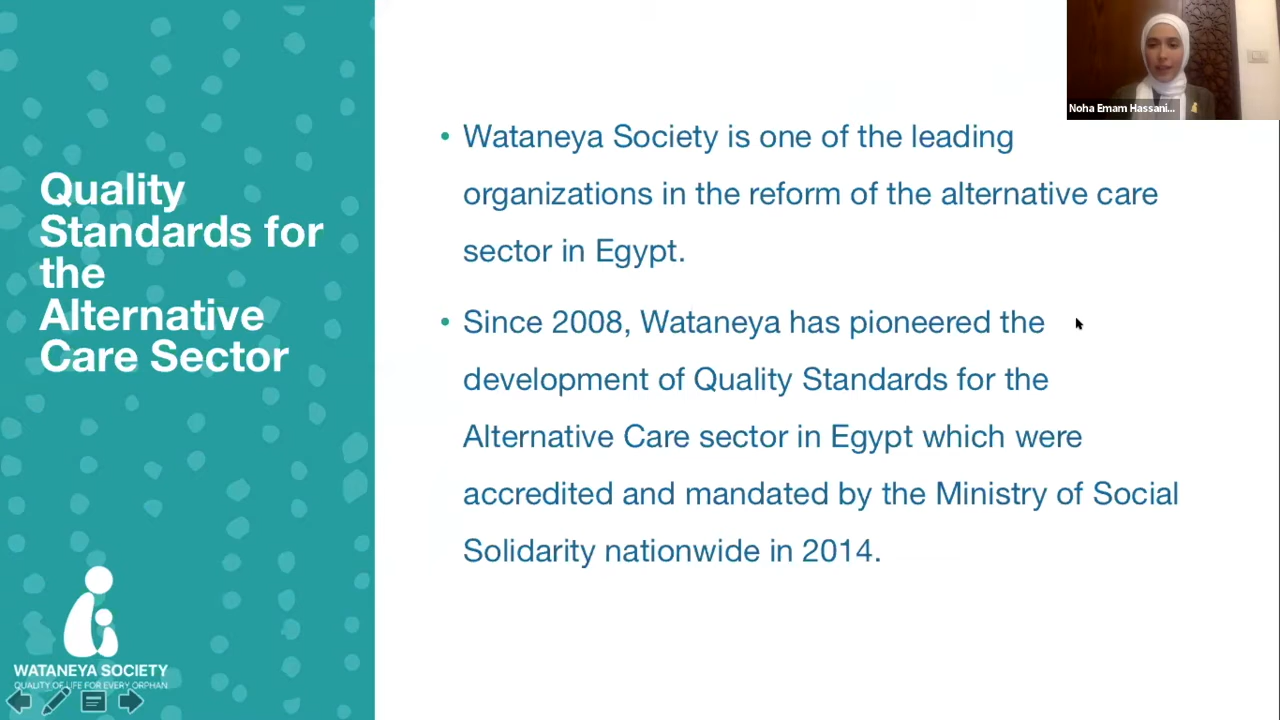 Quality
Standards for
the
Alternative
Care Sector
WATANEYA SOCIETY
QUALITY OF LIFE FOR EVERY ORPHAN
• Wataneya Society is one of the leading
organizations in the reform of the alternative care
sector in Egypt.
• Since 2008, Wataneya has pioneered the
development of Quality Standards for the
Alternative Care sector in Egypt which were
accredited and mandated by the Ministry of Social
Solidarity nationwide in 2014.
Noha Emam Hassani...